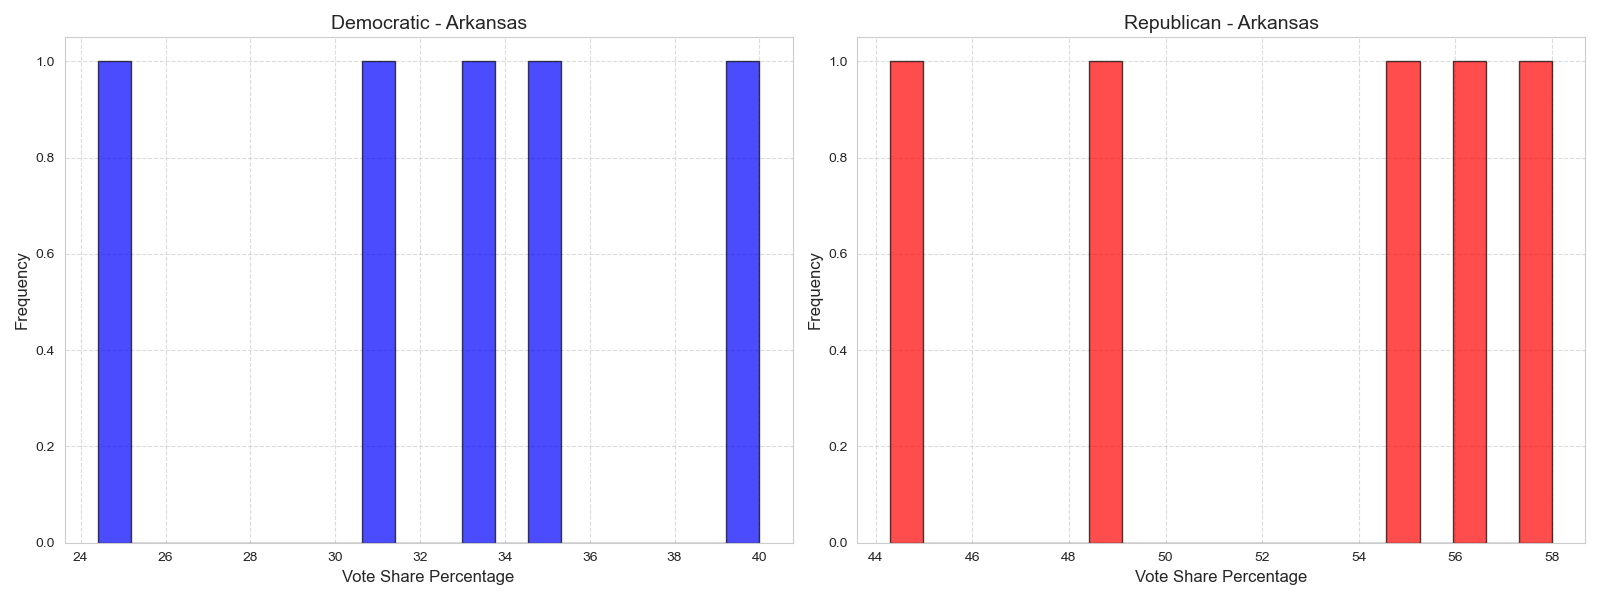 Democratic - Arkansas
Frequency
1.0
0.8
0.6
0.4
0.2
0.0
24 26 28 30 32 34 36 38 40
Vote Share Percentage
Republican - Arkansas
Frequency
1.0
0.8
0.6
0.4
0.2
0.0
44 46 48 50 52 54 56 58
Vote Share Percentage